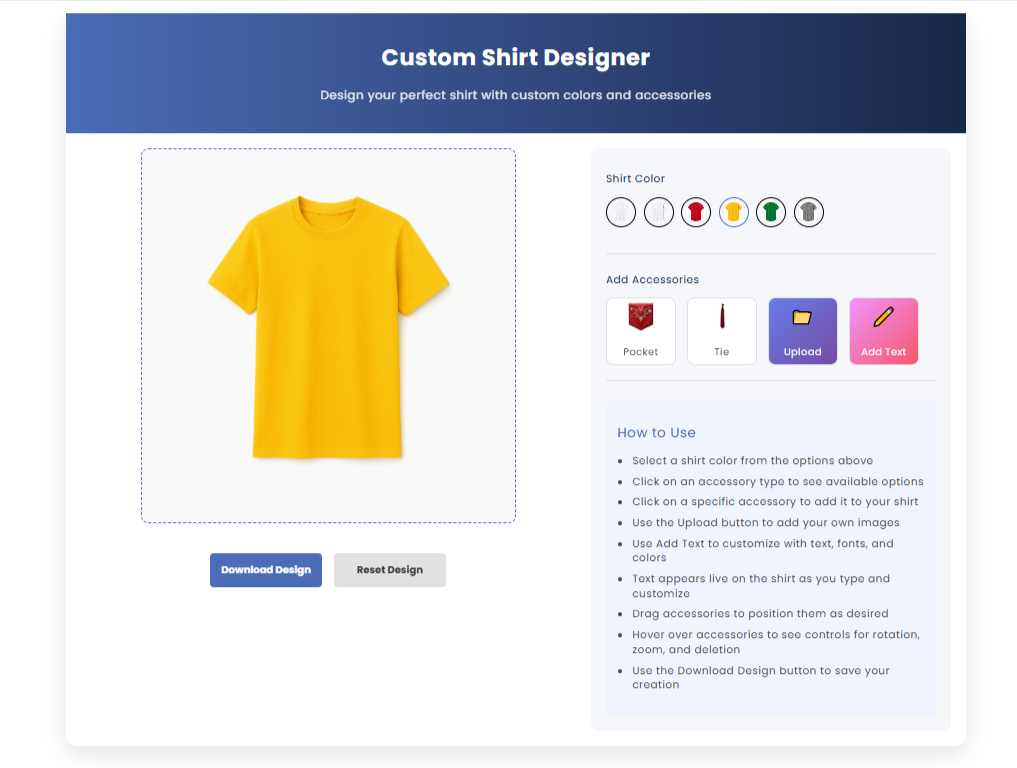 Custom Shirt Designer
Design your perfect shirt with custom colors and accessories
Shirt Color
Add Accessories
Pocket
Tie
Upload
Add Text
How to Use
Select a shirt color from the options above
Click on an accessory type to see available options
Click on a specific accessory to add it to your shirt
Use the Upload button to add your own images
Use Add Text to customize with text, fonts, and
colors
Text appears live on the shirt as you type and
customize
Drag accessories to position them as desired
Hover over accessories to see controls for rotation,
zoom, and deletion
Use the Download Design button to save your
creation
Download Design
Reset Design